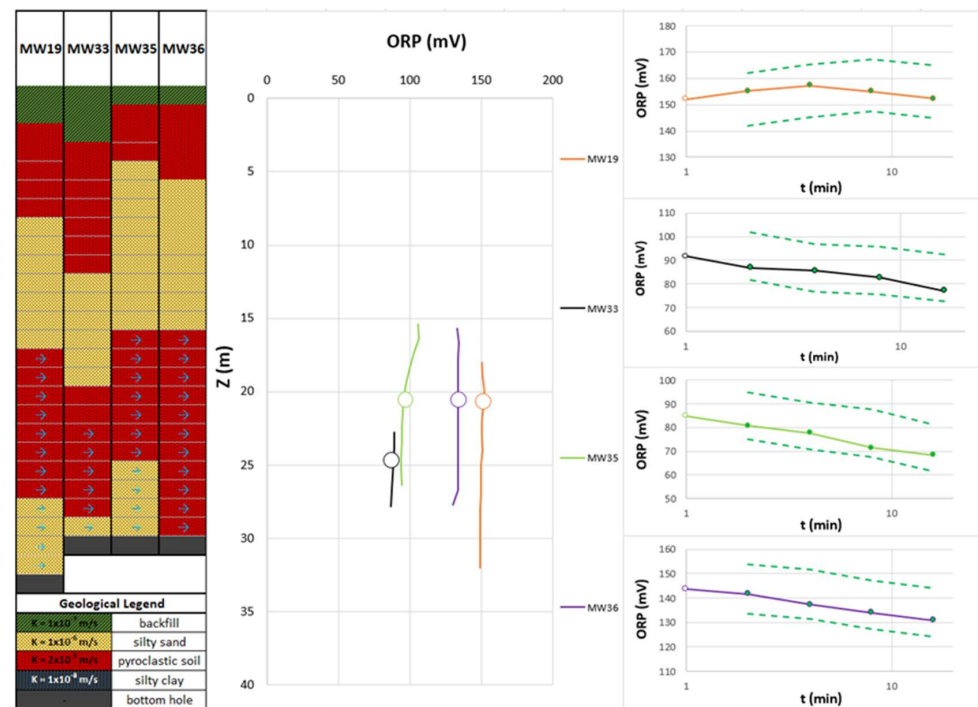 MW19 MW33 MW35 MW36
Geological Legend
K = 1x10⁻⁷ m/s backfill
K = 1x10⁻⁶ m/s silty sand
K = 2x10⁻⁵ m/s pyroclastic soil
K = 1x10⁻⁸ m/s silty clay
- bottom hole
ORP (mV)
0 50 100 150 200
Z (m)
0
5
10
15
20
25
30
35
40
MW19
MW33
MW35
MW36
ORP (mV)
180
170
160
150
140
130
1 10
t (min)
ORP (mV)
110
100
90
80
70
60
1 10
t (min)
ORP (mV)
100
90
80
70
60
50
1 10
t (min)
ORP (mV)
160
150
140
130
120
110
1 10
t (min)